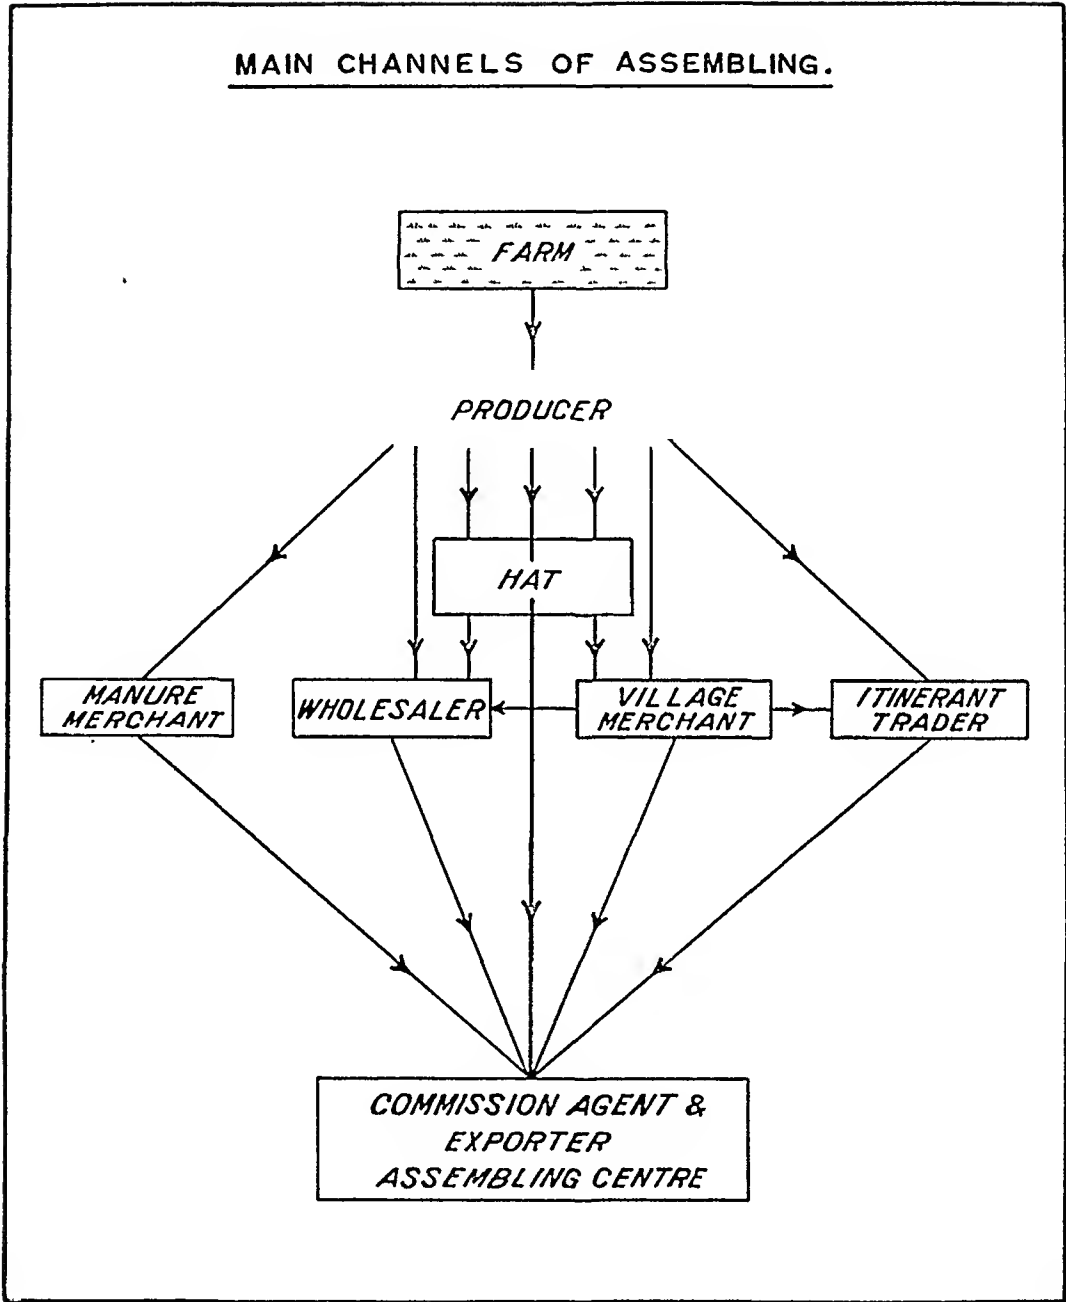 MAIN CHANNELS OF ASSEMBLING.
FARM
PRODUCER
HAT
MANURE
MERCHANT
WHOLESALER
VILLAGE
MERCHANT
ITINERANT
TRADER
COMMISSION AGENT &
EXPORTER
ASSEMBLING CENTRE